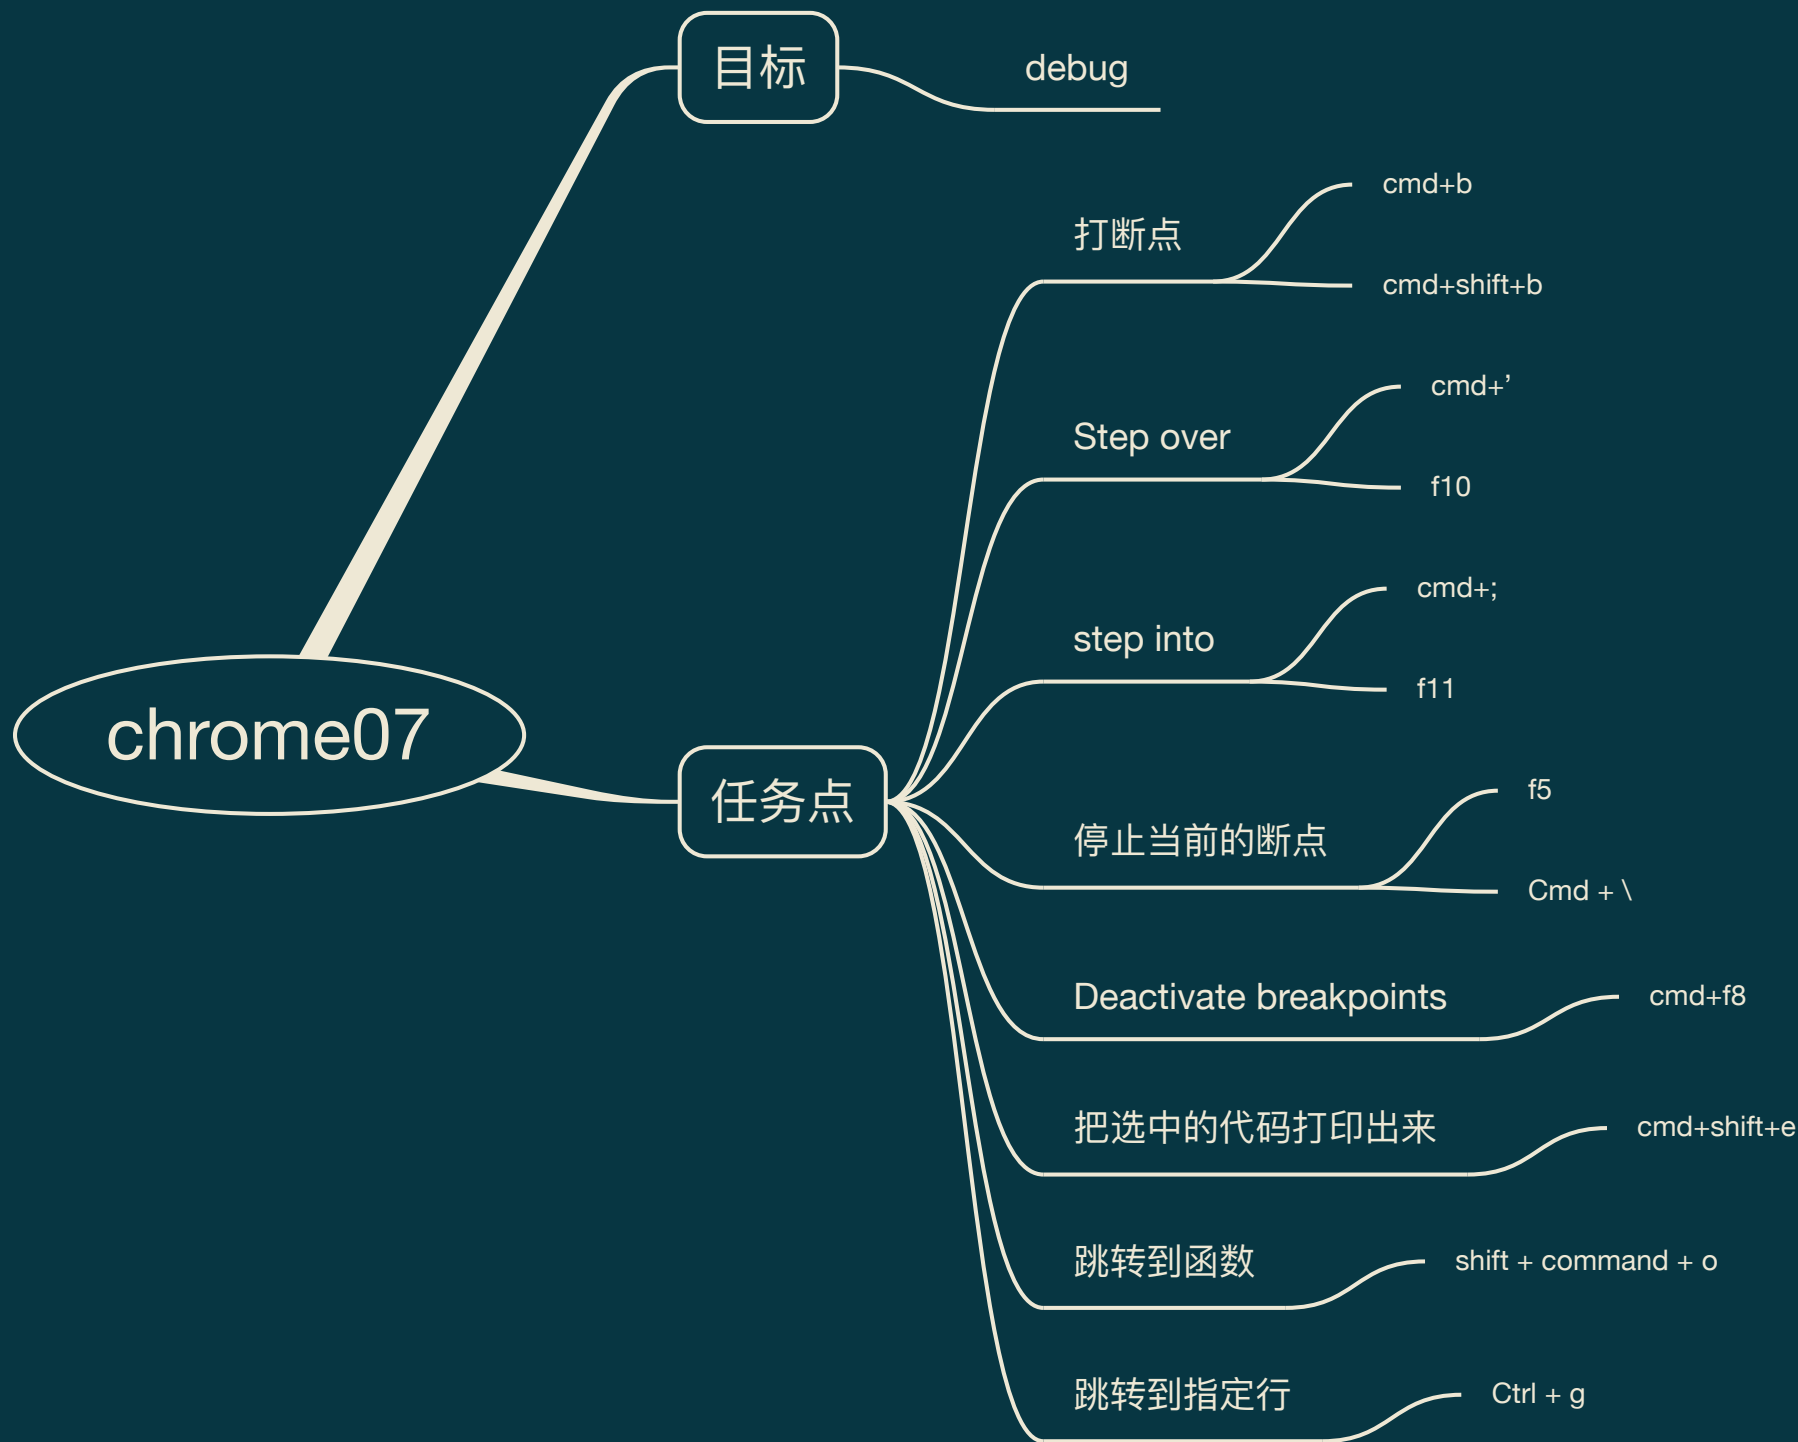 目标
debug
打断点
cmd+b
cmd+shift+b
Step over
cmd+’
f10
step into
cmd+;
f11
chrome07
任务点
停止当前的断点
f5
Cmd + \
Deactivate breakpoints
cmd+f8
把选中的代码打印出来
cmd+shift+e
跳转到函数
shift + command + o
跳转到指定行
Ctrl + g